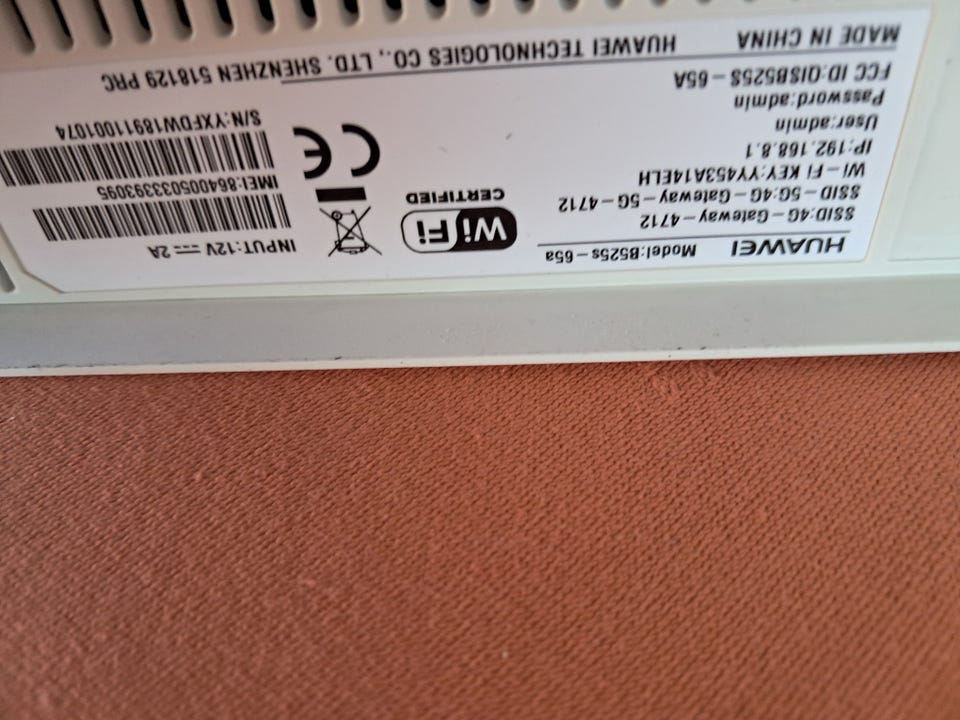 HUAWEI
Model:B525s-65a
SSID:4G-Gateway-4712
SSID-5G:4G-Gateway-5G-4712
Wi-Fi KEY:YY453A14ELH
IP:192.168.8.1
User:admin
Password:admin
FCC ID:QISB525S-65A
MADE IN CHINA
WiFi
CERTIFIED
CE
INPUT:12V ⎓ 2A
IMEI:864005033393095
S/N:YXFDW18911001074
HUAWEI TECHNOLOGIES CO., LTD. SHENZHEN 518129 PRC